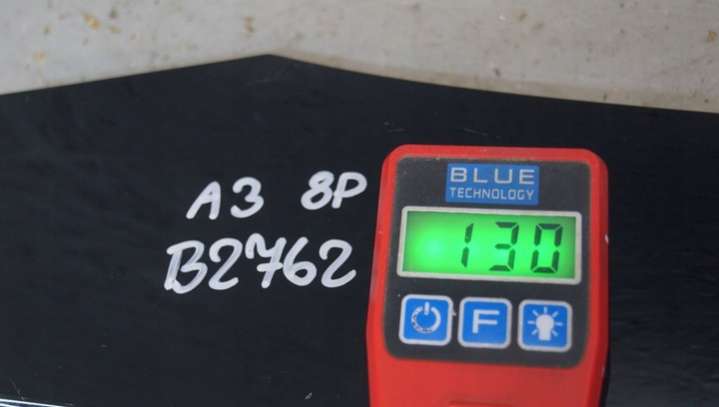 A3 8P
B2762
BLUE
TECHNOLOGY
130
F